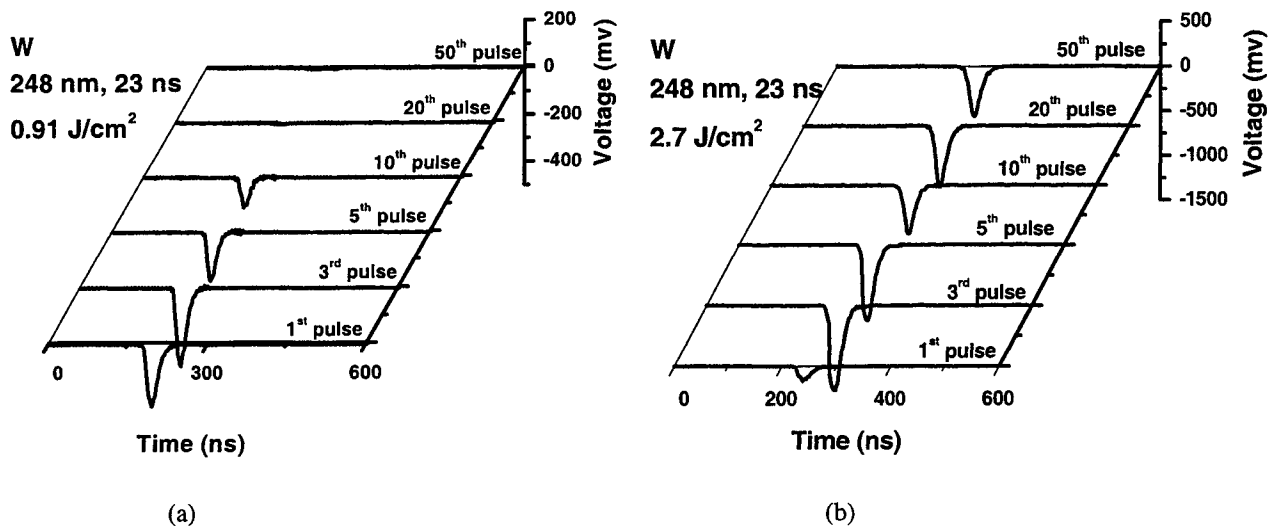 W
248 nm, 23 ns
0.91 J/cm²
50th pulse
20th pulse
10th pulse
5th pulse
3rd pulse
1st pulse
200
0
-200
-400
Voltage (mv)
0
300
600
Time (ns)
(a)
W
248 nm, 23 ns
2.7 J/cm²
50th pulse
20th pulse
10th pulse
5th pulse
3rd pulse
1st pulse
500
0
-500
-1000
-1500
Voltage (mv)
0
200
400
600
Time (ns)
(b)